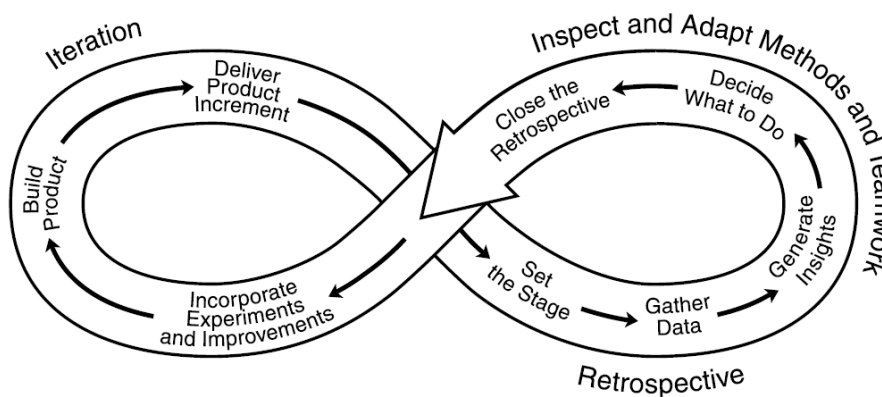 Iteration
Inspect and Adapt Methods and Teamwork
Deliver
Product
Increment
Build
Product
Incorporate
Experiments
and Improvements
Set
the Stage
Gather
Data
Generate
Insights
Decide
What to Do
Close the
Retrospective
Retrospective